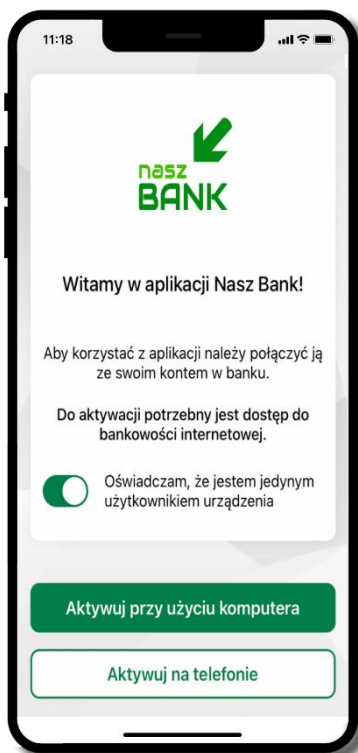 11:18
nasz
BANK
Witamy w aplikacji Nasz Bank!
Aby korzystać z aplikacji należy połączyć ją
ze swoim kontem w banku.
Do aktywacji potrzebny jest dostęp do
bankowości internetowej.
Oświadczam, że jestem jedynym
użytkownikiem urządzenia
Aktywuj przy użyciu komputera
Aktywuj na telefonie